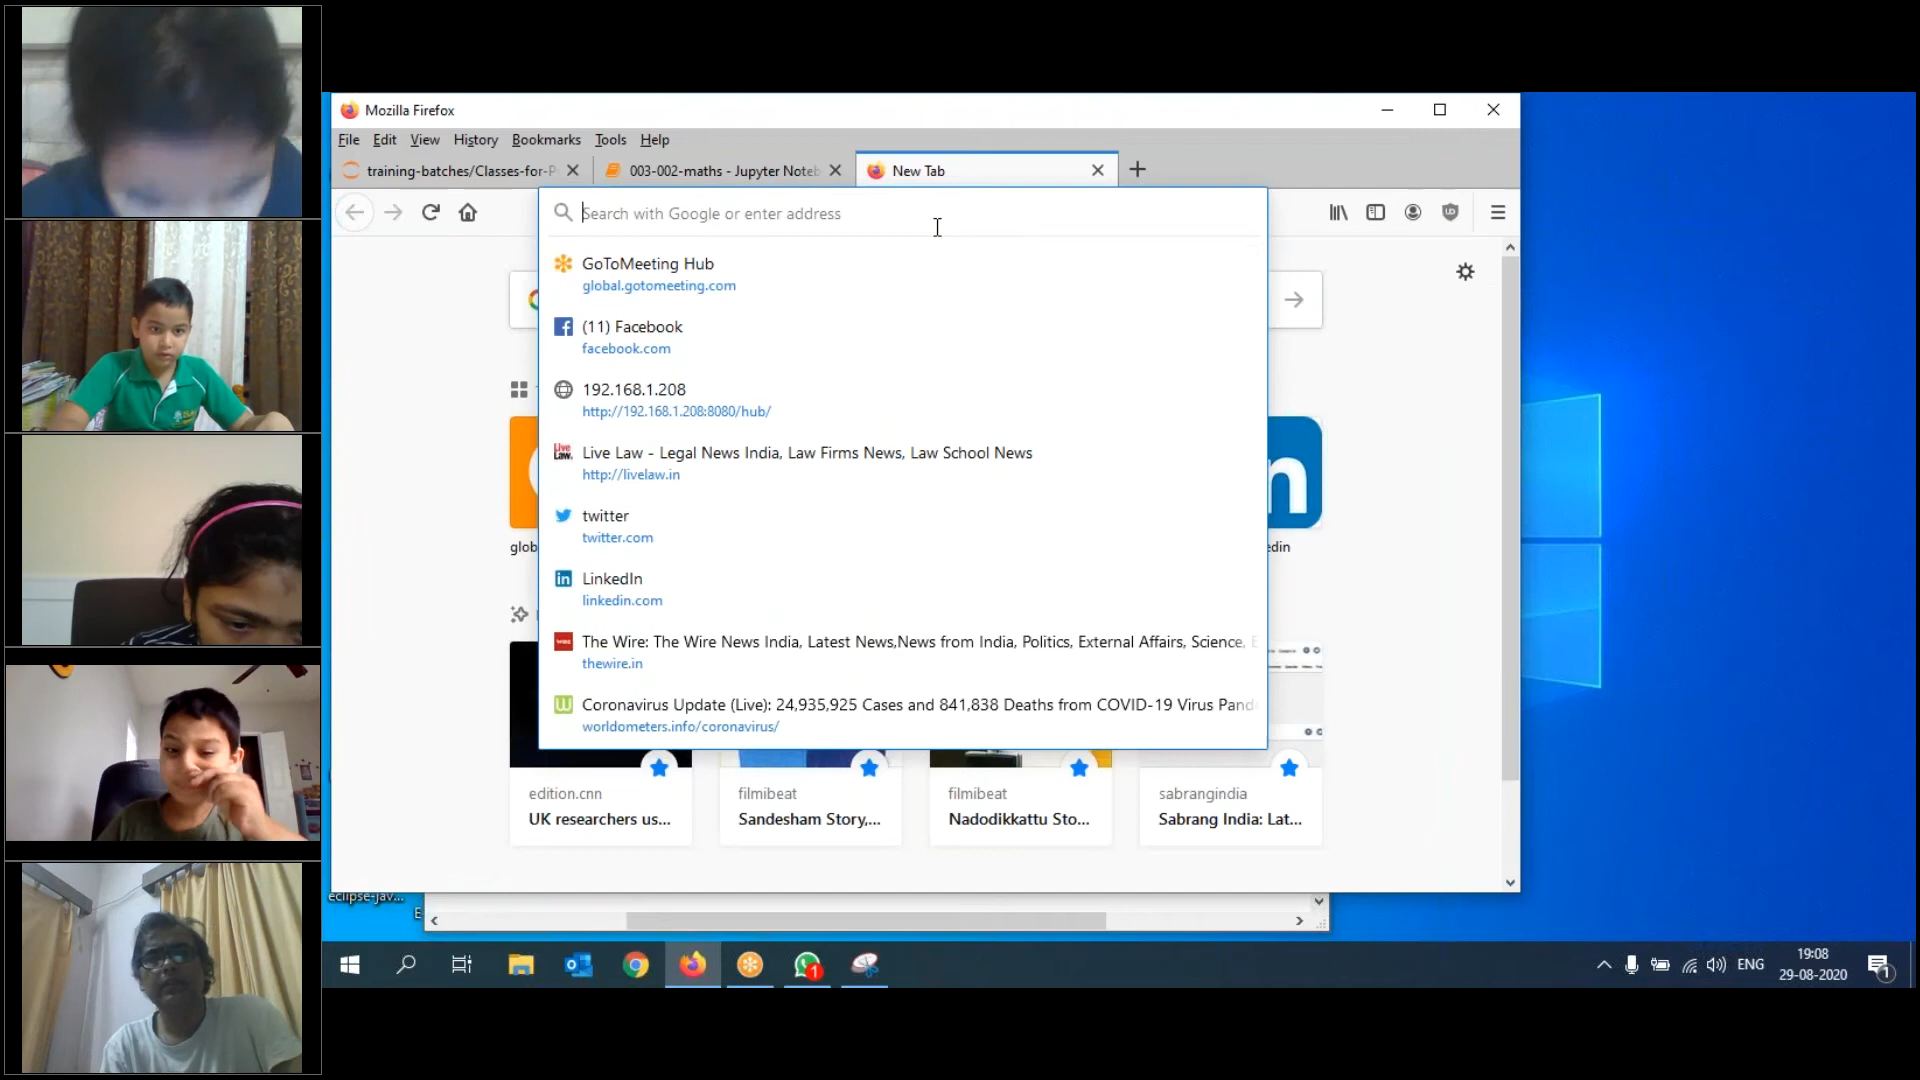 Mozilla Firefox
File Edit View History Bookmarks Tools Help
training-batches/Classes-for-P
003-002-maths - Jupyter Noteb
New Tab
Search with Google or enter address
GoToMeeting Hub
global.gotomeeting.com
(11) Facebook
facebook.com
192.168.1.208
http://192.168.1.208:8080/hub/
Live Law - Legal News India, Law Firms News, Law School News
http://livelaw.in
twitter
twitter.com
LinkedIn
linkedin.com
The Wire: The Wire News India, Latest News,News from India, Politics, External Affairs, Science, E
thewire.in
Coronavirus Update (Live): 24,935,925 Cases and 841,838 Deaths from COVID-19 Virus Pand
worldometers.info/coronavirus/
glob
edin
edition.cnn
UK researchers us...
filmibeat
Sandesham Story,...
filmibeat
Nadodikkattu Sto...
sabrangindia
Sabrang India: Lat...
eclipse-jav...
E
ENG
19:08
29-08-2020